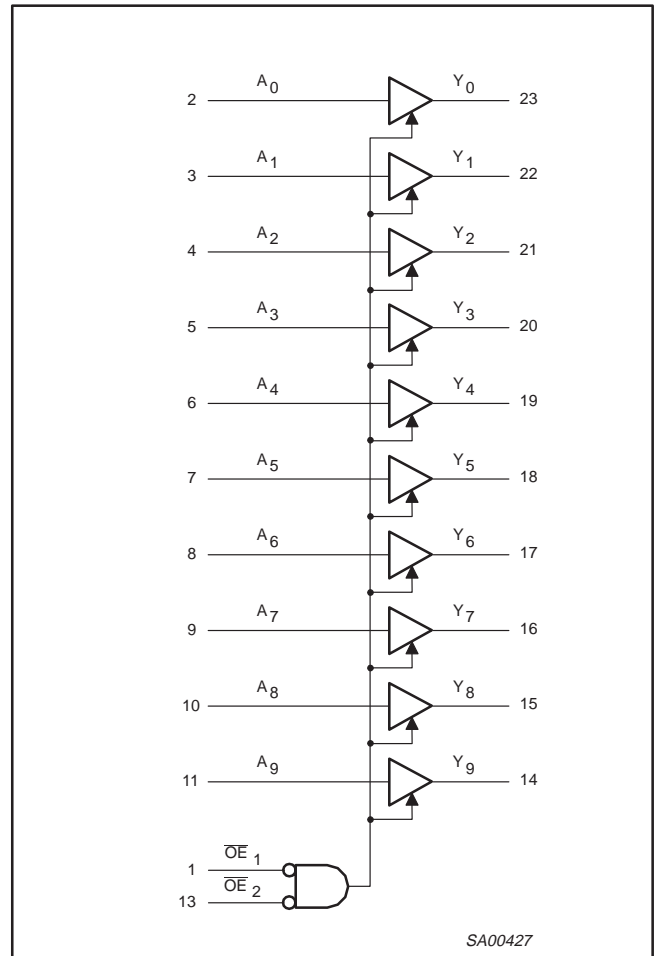 2 A0 Y0 23
3 A1 Y1 22
4 A2 Y2 21
5 A3 Y3 20
6 A4 Y4 19
7 A5 Y5 18
8 A6 Y6 17
9 A7 Y7 16
10 A8 Y8 15
11 A9 Y9 14
1 O̅E̅1
13 O̅E̅2
SA00427